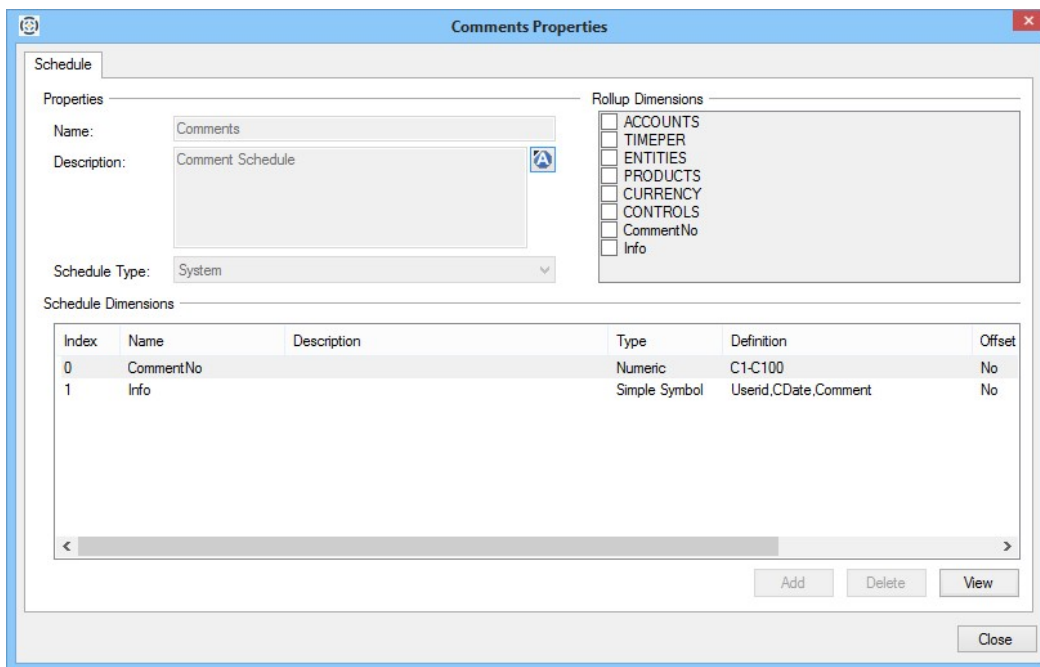 Comments Properties
Schedule
Properties
Name: Comments
Description: Comment Schedule
A
Schedule Type: System
Rollup Dimensions
ACCOUNTS
TIMEPER
ENTITIES
PRODUCTS
CURRENCY
CONTROLS
CommentNo
Info
Schedule Dimensions
Index Name Description Type Definition Offset
0 CommentNo Numeric C1-C100 No
1 Info Simple Symbol Userid,CDate,Comment No
Add Delete View
Close